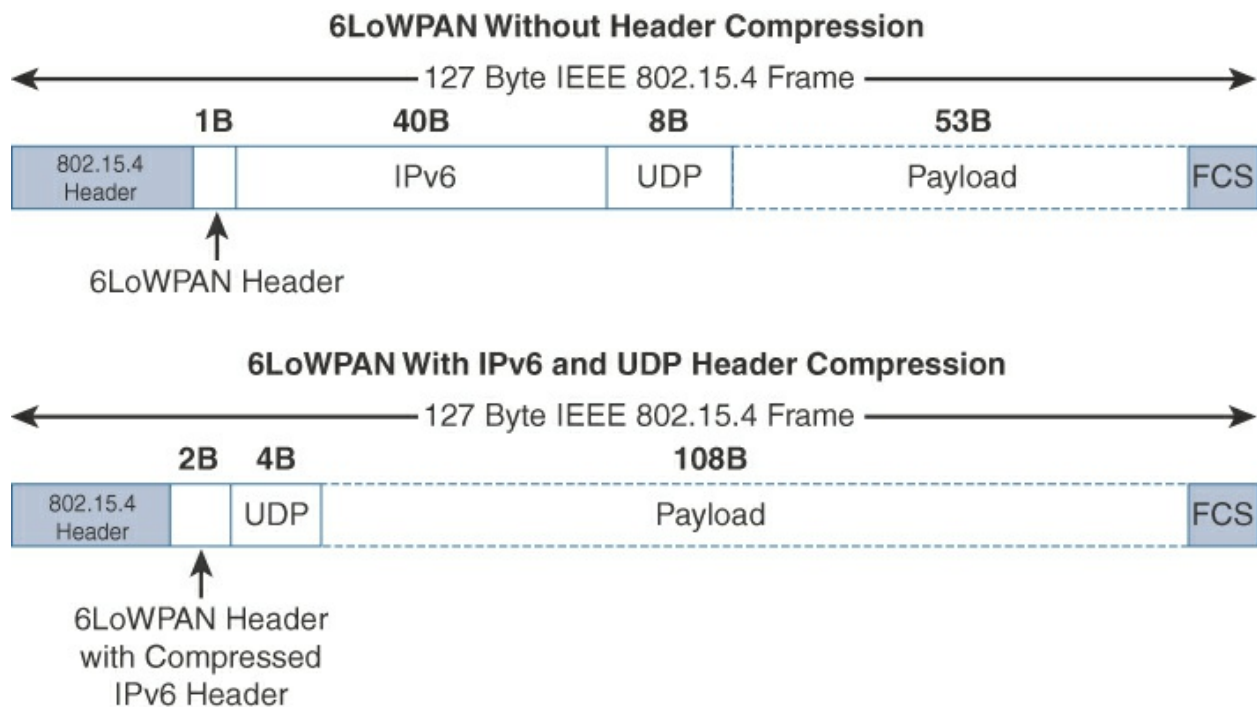 6LoWPAN Without Header Compression
127 Byte IEEE 802.15.4 Frame
1B 40B 8B 53B
802.15.4
Header
IPv6 UDP Payload FCS
6LoWPAN Header
6LoWPAN With IPv6 and UDP Header Compression
127 Byte IEEE 802.15.4 Frame
2B 4B 108B
802.15.4
Header
UDP Payload FCS
6LoWPAN Header
with Compressed
IPv6 Header